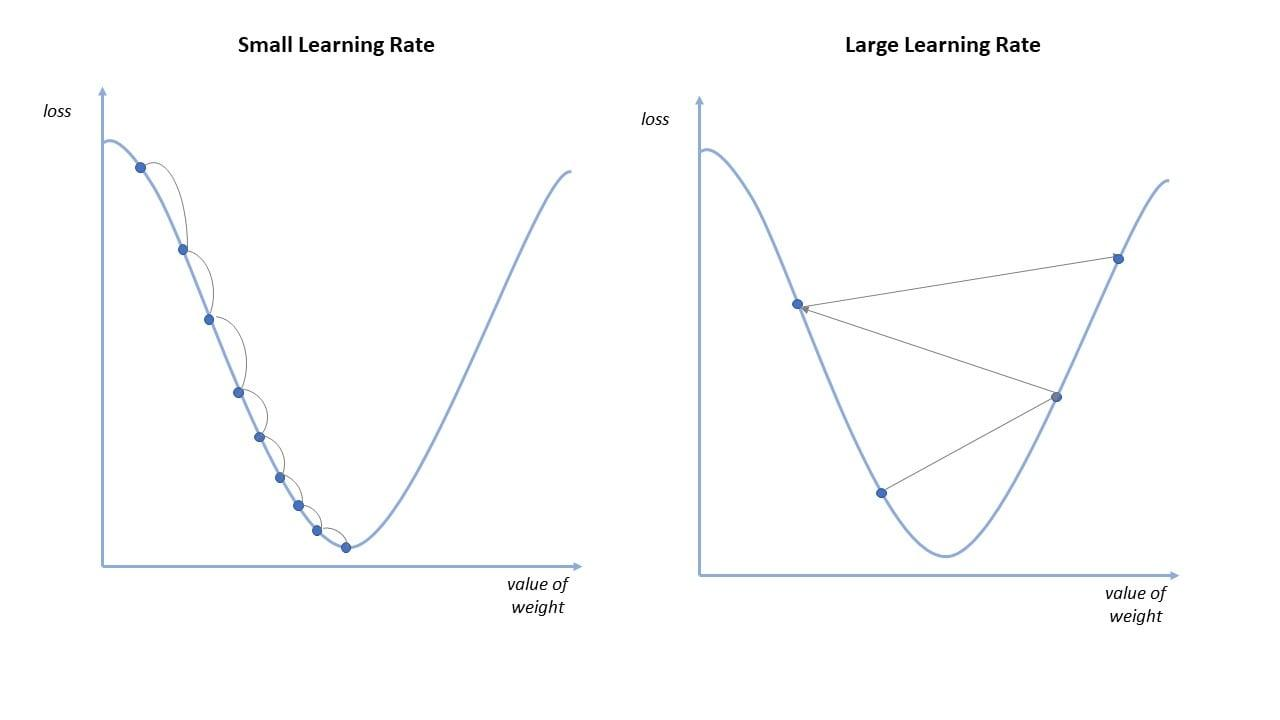 Small Learning Rate
loss
value of
weight
Large Learning Rate
loss
value of
weight